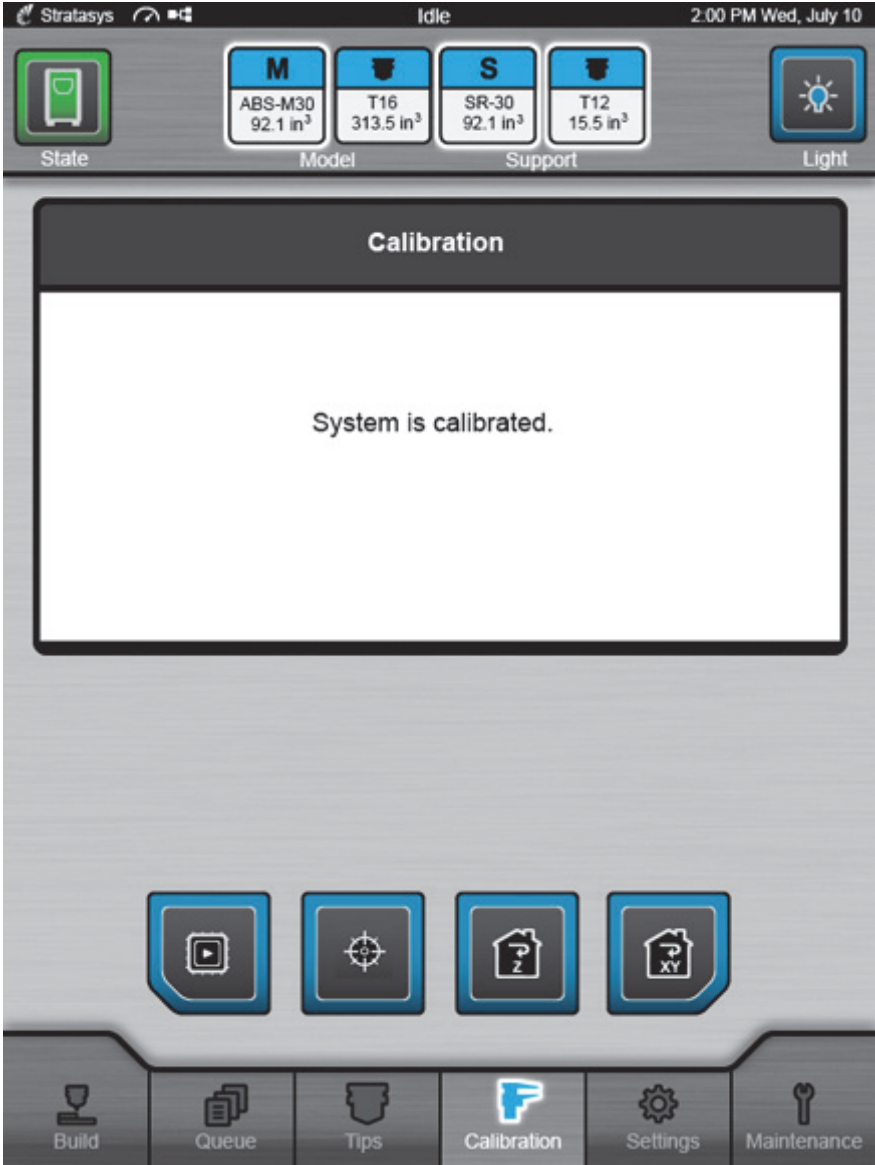 Stratasys
Idle
2:00 PM Wed, July 10
M
ABS-M30
92.1 in³
T16
313.5 in³
S
SR-30
92.1 in³
T12
15.5 in³
State
Model
Support
Light
Calibration
System is calibrated.
Z
XY
Build
Queue
Tips
Calibration
Settings
Maintenance